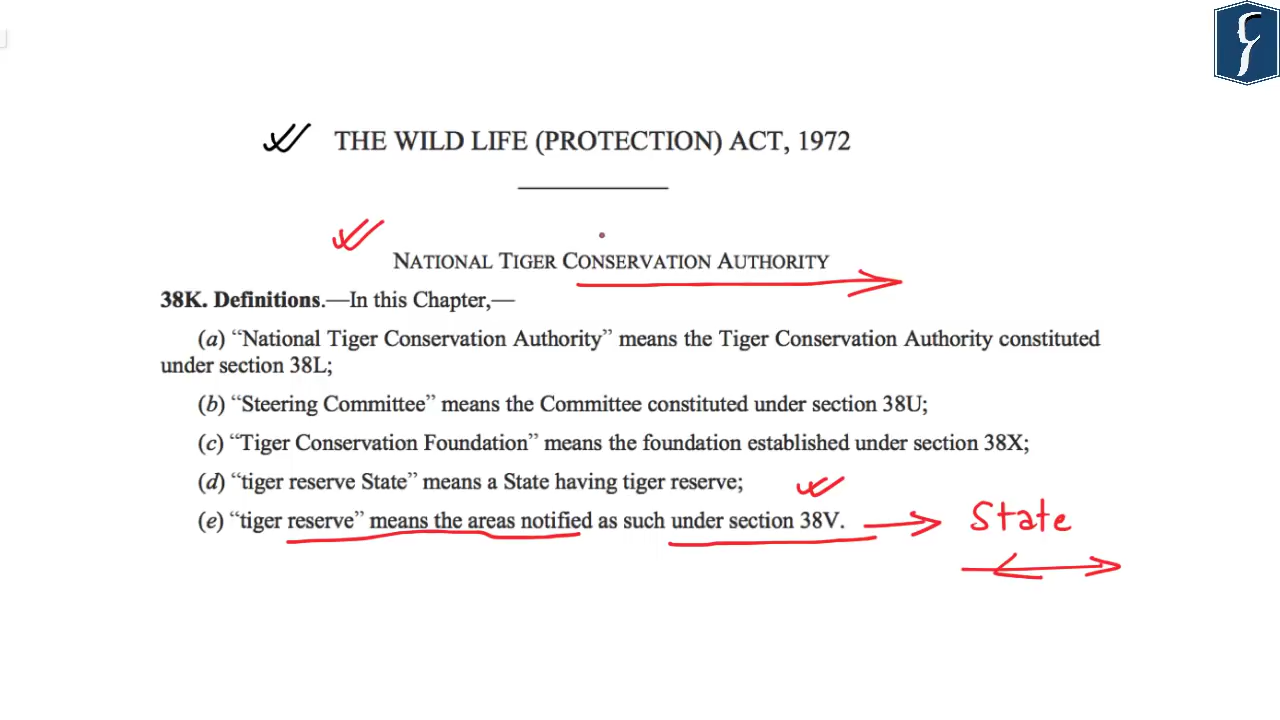 THE WILD LIFE (PROTECTION) ACT, 1972
NATIONAL TIGER CONSERVATION AUTHORITY
38K. Definitions.—In this Chapter,—
(a) “National Tiger Conservation Authority” means the Tiger Conservation Authority constituted
under section 38L;
(b) “Steering Committee” means the Committee constituted under section 38U;
(c) “Tiger Conservation Foundation” means the foundation established under section 38X;
(d) “tiger reserve State” means a State having tiger reserve;
(e) “tiger reserve” means the areas notified as such under section 38V. State